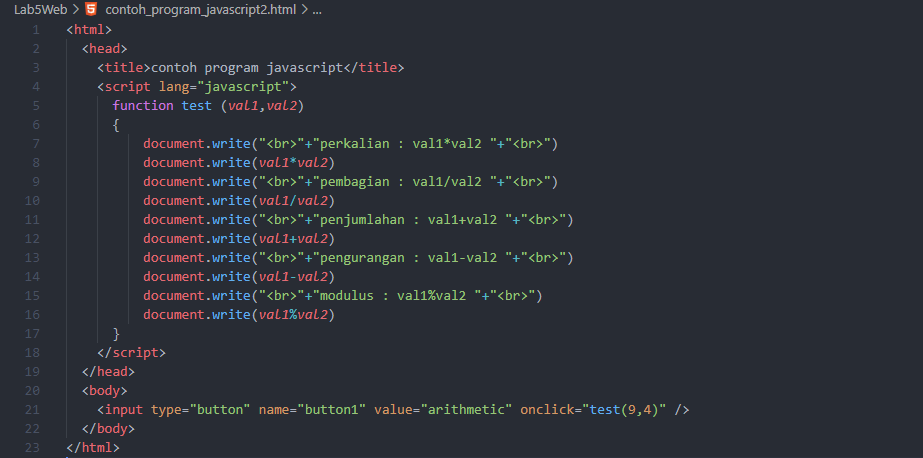 Lab5Web > contoh_program_javascript2.html > ...
1 <html>
2 <head>
3 <title>contoh program javascript</title>
4 <script lang="javascript">
5 function test (val1,val2)
6 {
7 document.write("<br>"+"perkalian : val1*val2 "+"<br>")
8 document.write(val1*val2)
9 document.write("<br>"+"pembagian : val1/val2 "+"<br>")
10 document.write(val1/val2)
11 document.write("<br>"+"penjumlahan : val1+val2 "+"<br>")
12 document.write(val1+val2)
13 document.write("<br>"+"pengurangan : val1-val2 "+"<br>")
14 document.write(val1-val2)
15 document.write("<br>"+"modulus : val1%val2 "+"<br>")
16 document.write(val1%val2)
17 }
18 </script>
19 </head>
20 <body>
21 <input type="button" name="button1" value="arithmetic" onclick="test(9,4)" />
22 </body>
23 </html>